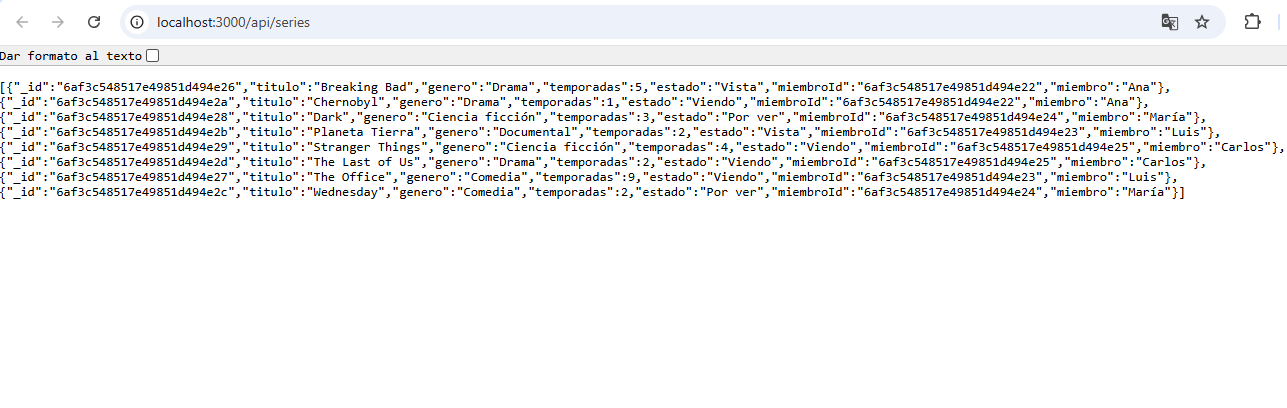 localhost:3000/api/series
Dar formato al texto
[{"_id":"6af3c548517e49851d494e26","titulo":"Breaking Bad","genero":"Drama","temporadas":5,"estado":"Vista","miembroId":"6af3c548517e49851d494e22","miembro":"Ana"},
{"_id":"6af3c548517e49851d494e2a","titulo":"Chernobyl","genero":"Drama","temporadas":1,"estado":"Viendo","miembroId":"6af3c548517e49851d494e22","miembro":"Ana"},
{"_id":"6af3c548517e49851d494e28","titulo":"Dark","genero":"Ciencia ficción","temporadas":3,"estado":"Por ver","miembroId":"6af3c548517e49851d494e24","miembro":"María"},
{"_id":"6af3c548517e49851d494e2b","titulo":"Planeta Tierra","genero":"Documental","temporadas":2,"estado":"Vista","miembroId":"6af3c548517e49851d494e23","miembro":"Luis"},
{"_id":"6af3c548517e49851d494e29","titulo":"Stranger Things","genero":"Ciencia ficción","temporadas":4,"estado":"Viendo","miembroId":"6af3c548517e49851d494e25","miembro":"Carlos"},
{"_id":"6af3c548517e49851d494e2d","titulo":"The Last of Us","genero":"Drama","temporadas":2,"estado":"Viendo","miembroId":"6af3c548517e49851d494e25","miembro":"Carlos"},
{"_id":"6af3c548517e49851d494e27","titulo":"The Office","genero":"Comedia","temporadas":9,"estado":"Viendo","miembroId":"6af3c548517e49851d494e23","miembro":"Luis"},
{"_id":"6af3c548517e49851d494e2c","titulo":"Wednesday","genero":"Comedia","temporadas":2,"estado":"Por ver","miembroId":"6af3c548517e49851d494e24","miembro":"María"}]